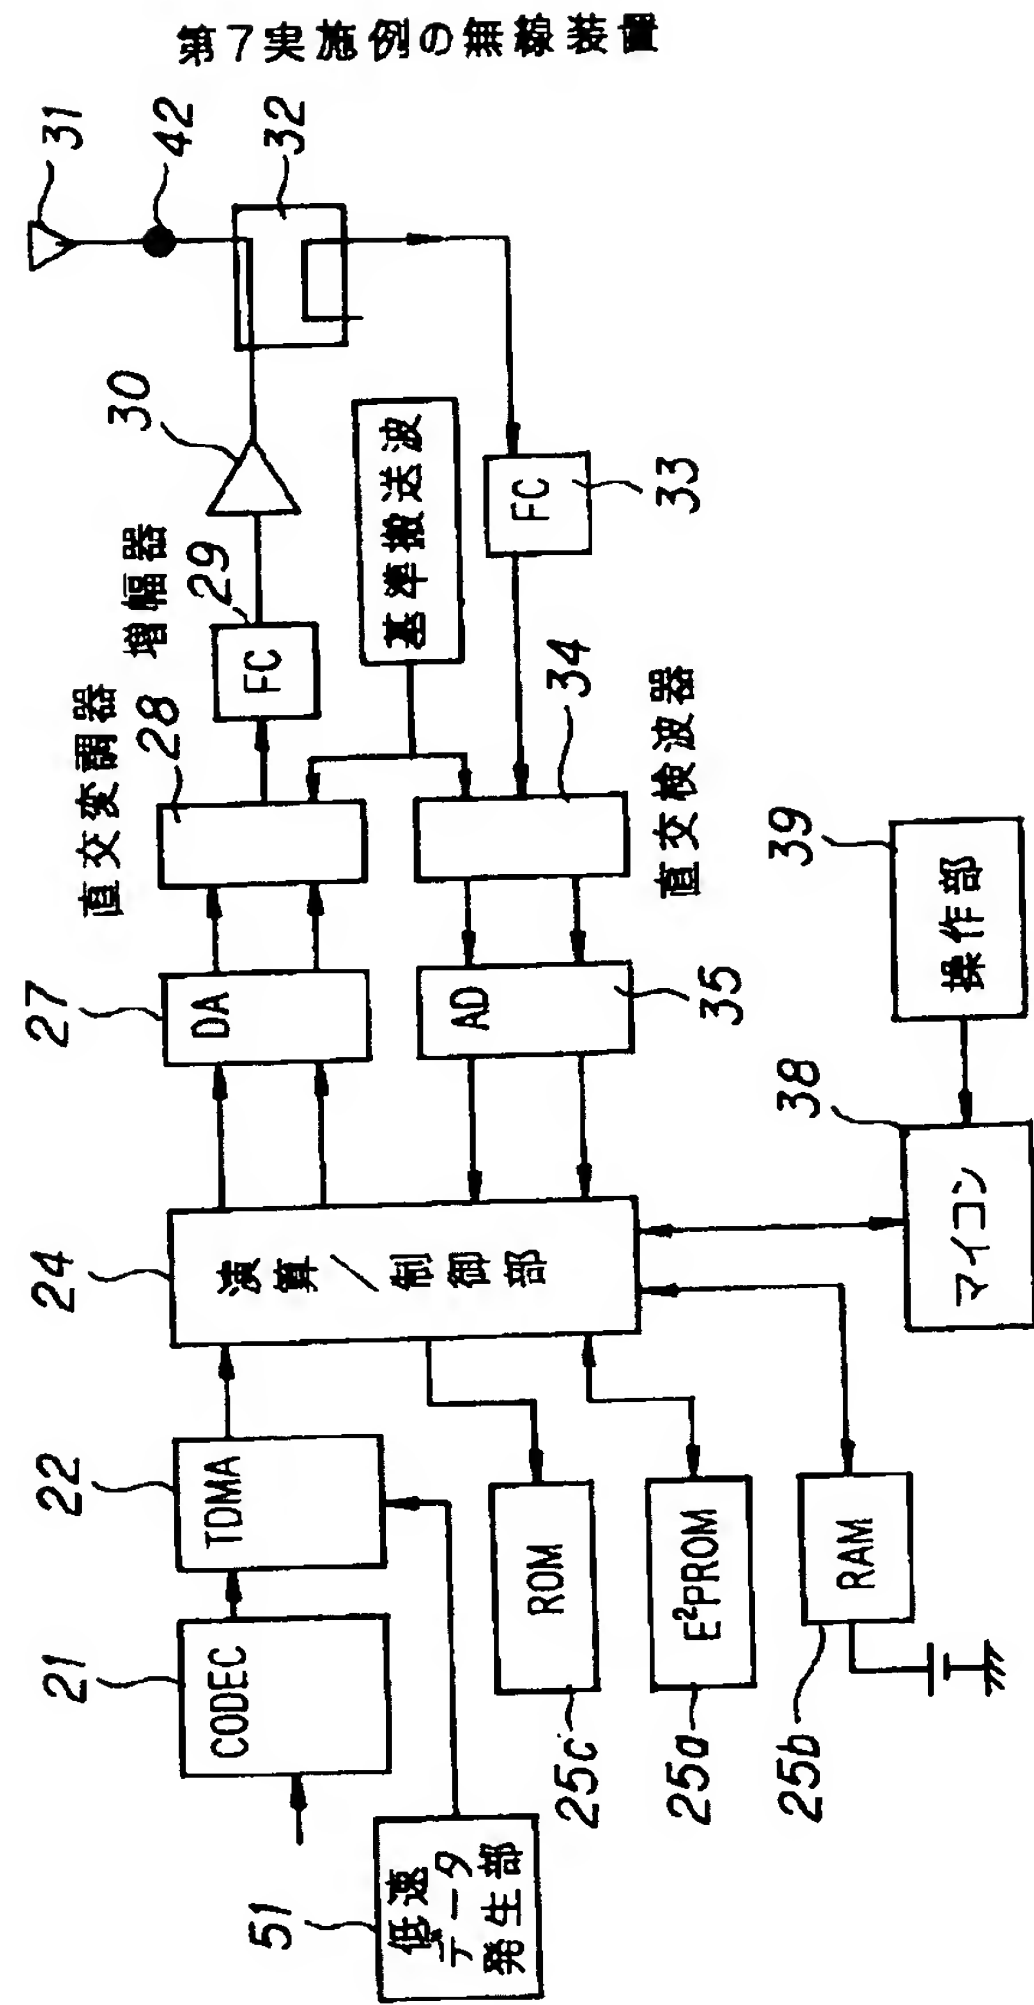 第7実施例の無線装置
31
42
32
30
増幅器
29
FC
直交変調器
28
基準搬送波
FC
33
34
直交検波器
27
DA
AD
35
39
操作部
38
マイコン
24
演算/制御部
22
TDMA
21
CODEC
ROM
25c
E²PROM
25a
RAM
25b
51
低速
データ
発生部